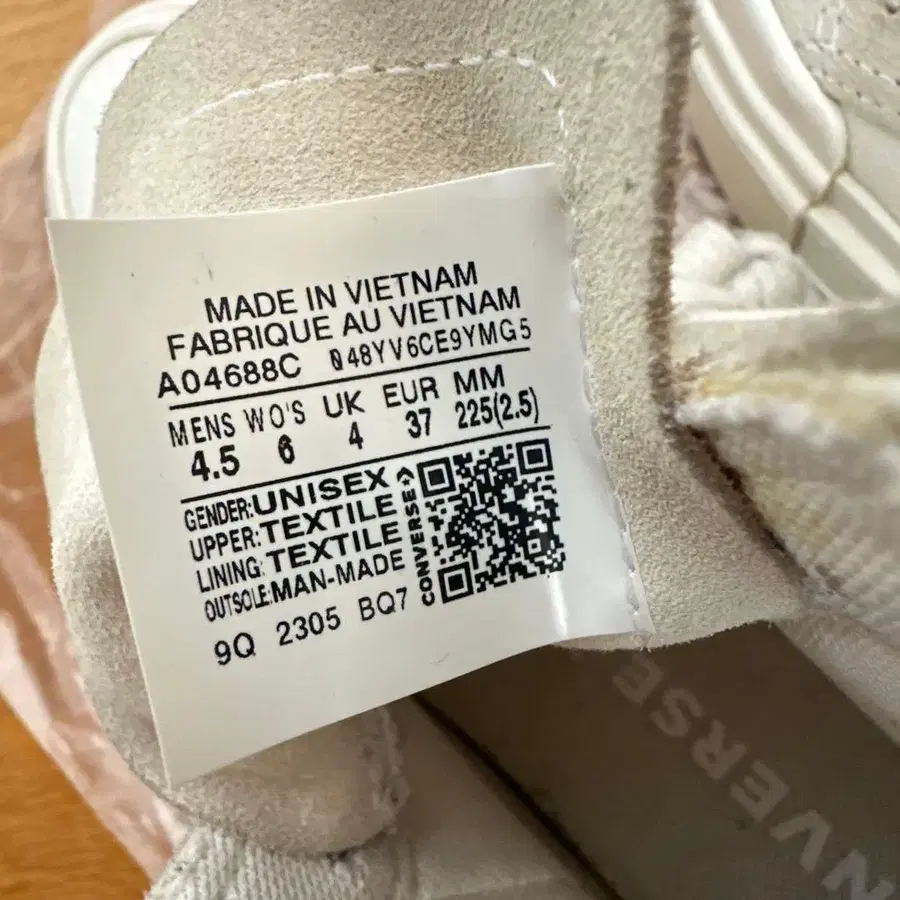 MADE IN VIETNAM
FABRIQUE AU VIETNAM
A04688C 048YV6CE9YMG5
MENS WO'S UK EUR MM
4.5 6 4 37 225(2.5)
GENDER:UNISEX
UPPER:TEXTILE
LINING:TEXTILE
OUTSOLE:MAN-MADE
9Q 2305 BQ7
CONVERSE
NVERSE